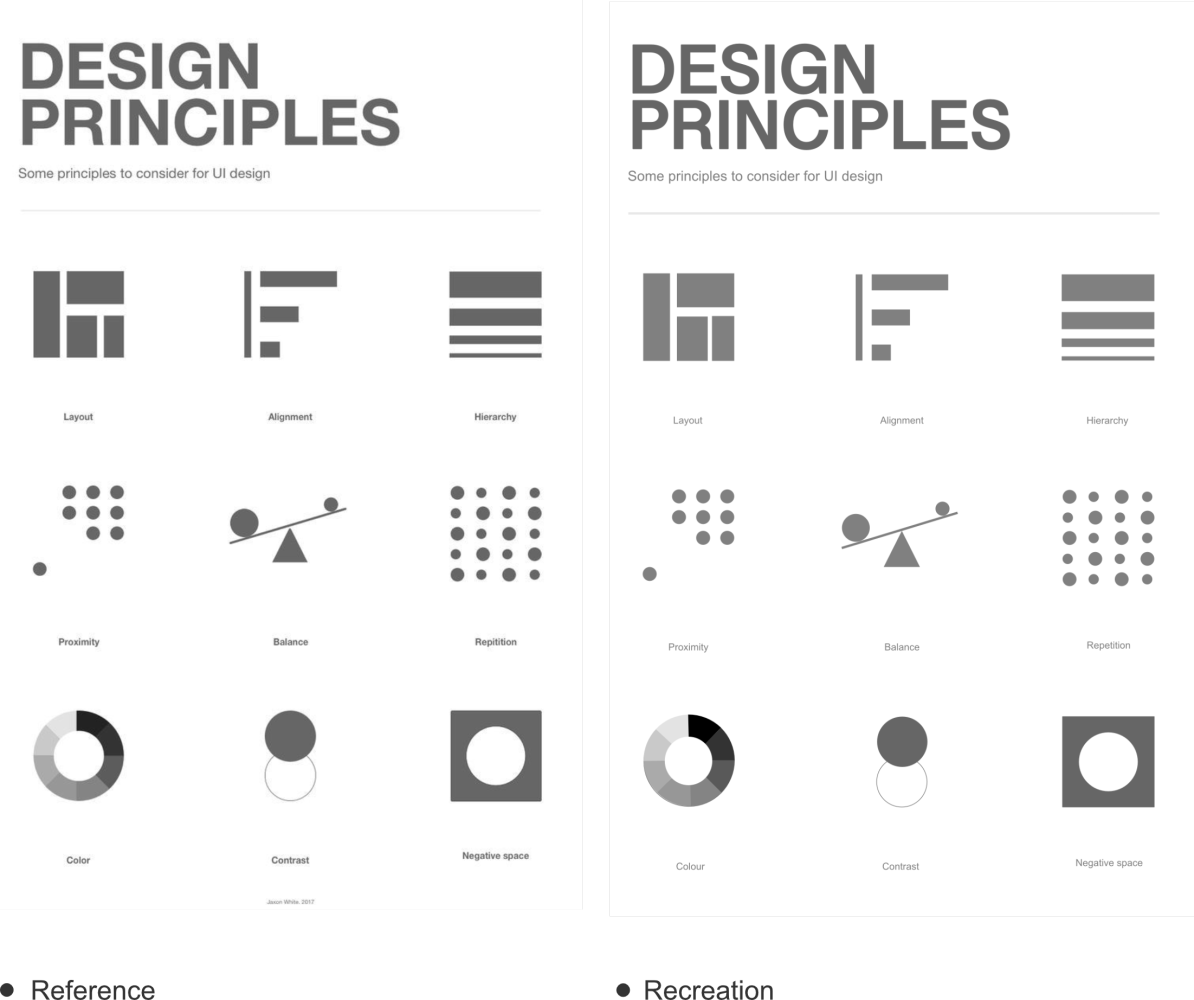 DESIGN
PRINCIPLES
Some principles to consider for UI design
Layout
Alignment
Hierarchy
Proximity
Balance
Repitition
Color
Contrast
Negative space
Jaxon White. 2017
DESIGN
PRINCIPLES
Some principles to consider for UI design
Layout
Alignment
Hierarchy
Proximity
Balance
Repetition
Colour
Contrast
Negative space
Reference
Recreation